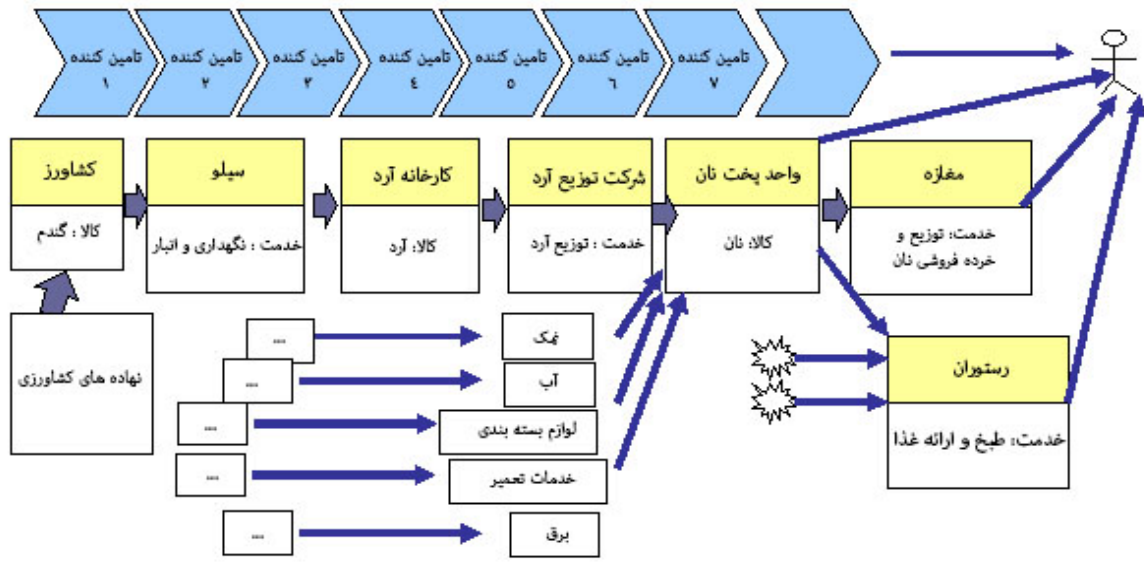 تامین کننده
۱
تامین کننده
۲
تامین کننده
۳
تامین کننده
٤
تامین کننده
٥
تامین کننده
٦
تامین کننده
۷
کشاورز
کالا : گندم
سیلو
خدمت : نگهداری و انبار
کارخانه آرد
کالا: آرد
شرکت توزیع آرد
خدمت : توزیع آرد
واحد پخت نان
کالا: نان
مغازه
خدمت: توزیع و
خرده فروشی نان
نهاده های کشاورزی
...
نمک
...
آب
...
لوازم بسته بندی
...
خدمات تعمیر
...
برق
رستوران
خدمت: طبخ و ارائه غذا